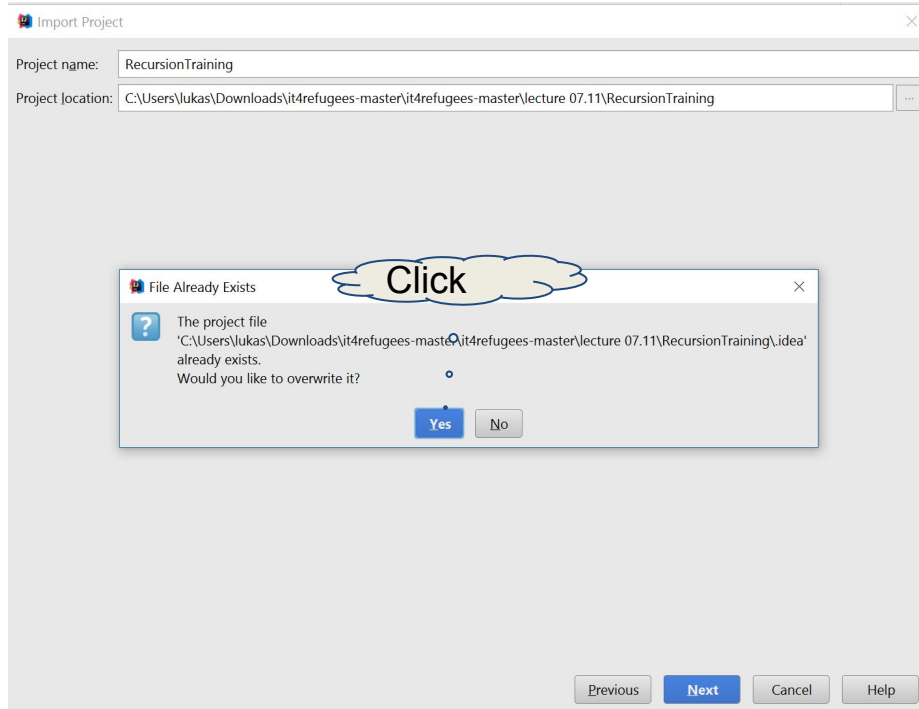 Import Project
Project name: RecursionTraining
Project location: C:\Users\lukas\Downloads\it4refugees-master\it4refugees-master\lecture 07.11\RecursionTraining ...
Click
File Already Exists
The project file
'C:\Users\lukas\Downloads\it4refugees-master\it4refugees-master\lecture 07.11\RecursionTraining\.idea'
already exists.
Would you like to overwrite it?
Yes No
Previous Next Cancel Help